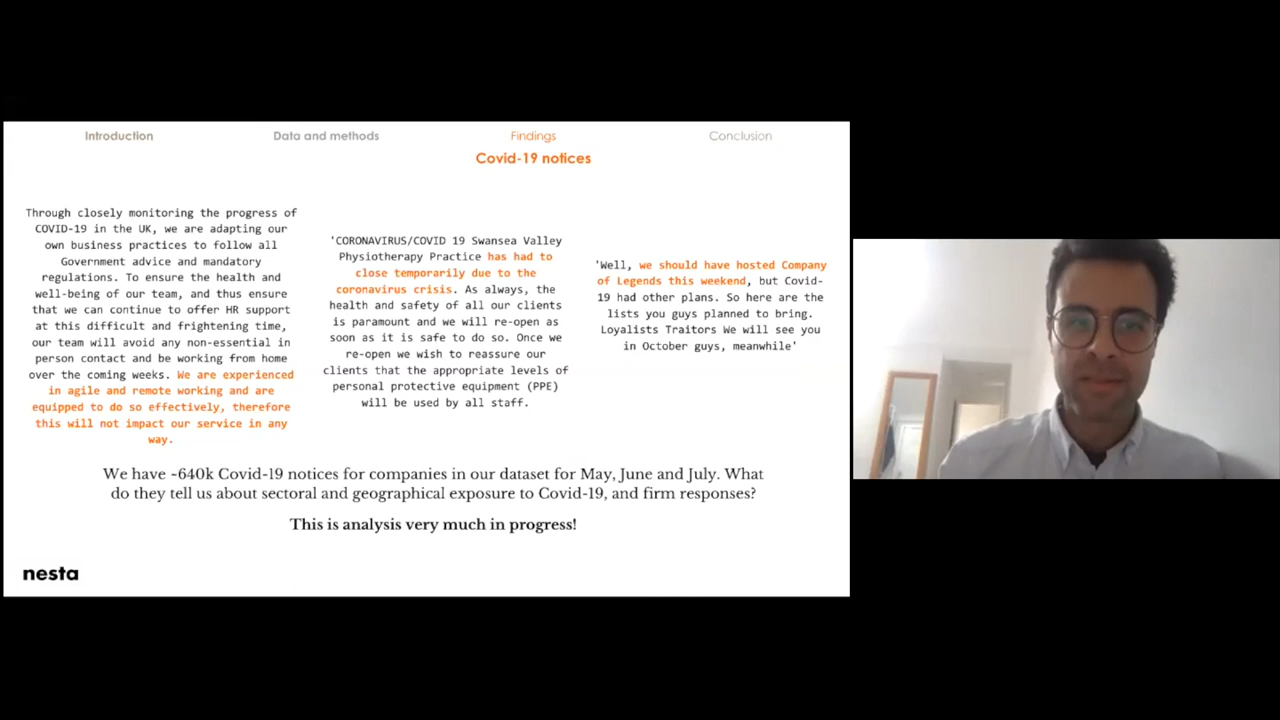 Introduction
Data and methods
Findings
Conclusion
Covid-19 notices
Through closely monitoring the progress of
COVID-19 in the UK, we are adapting our
own business practices to follow all
Government advice and mandatory
regulations. To ensure the health and
well-being of our team, and thus ensure
that we can continue to offer HR support
at this difficult and frightening time,
our team will avoid any non-essential in
person contact and be working from home
over the coming weeks. We are experienced
in agile and remote working and are
equipped to do so effectively, therefore
this will not impact our service in any
way.
'CORONAVIRUS/COVID 19 Swansea Valley
Physiotherapy Practice has had to
close temporarily due to the
coronavirus crisis. As always, the
health and safety of all our clients
is paramount and we will re-open as
soon as it is safe to do so. Once we
re-open we wish to reassure our
clients that the appropriate levels of
personal protective equipment (PPE)
will be used by all staff.
'Well, we should have hosted Company
of Legends this weekend, but Covid-
19 had other plans. So here are the
lists you guys planned to bring.
Loyalists Traitors We will see you
in October guys, meanwhile'
We have ~640k Covid-19 notices for companies in our dataset for May, June and July. What
do they tell us about sectoral and geographical exposure to Covid-19, and firm responses?
This is analysis very much in progress!
nesta